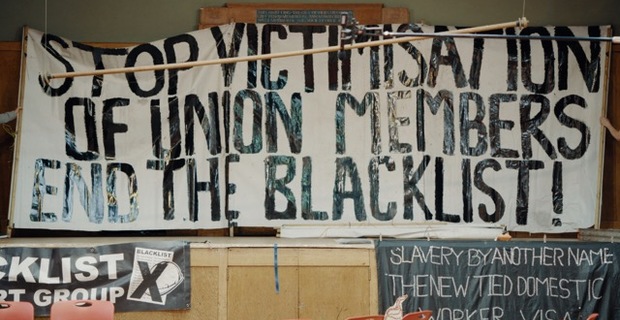 STOP VICTIMISATION
OF UNION MEMBERS
END THE BLACKLIST!
CKLIST
RT GROUP
BLACKLIST
X
SLAVERY BY ANOTHER NAME
THE NEW TIED DOMESTIC
WORKER VISA